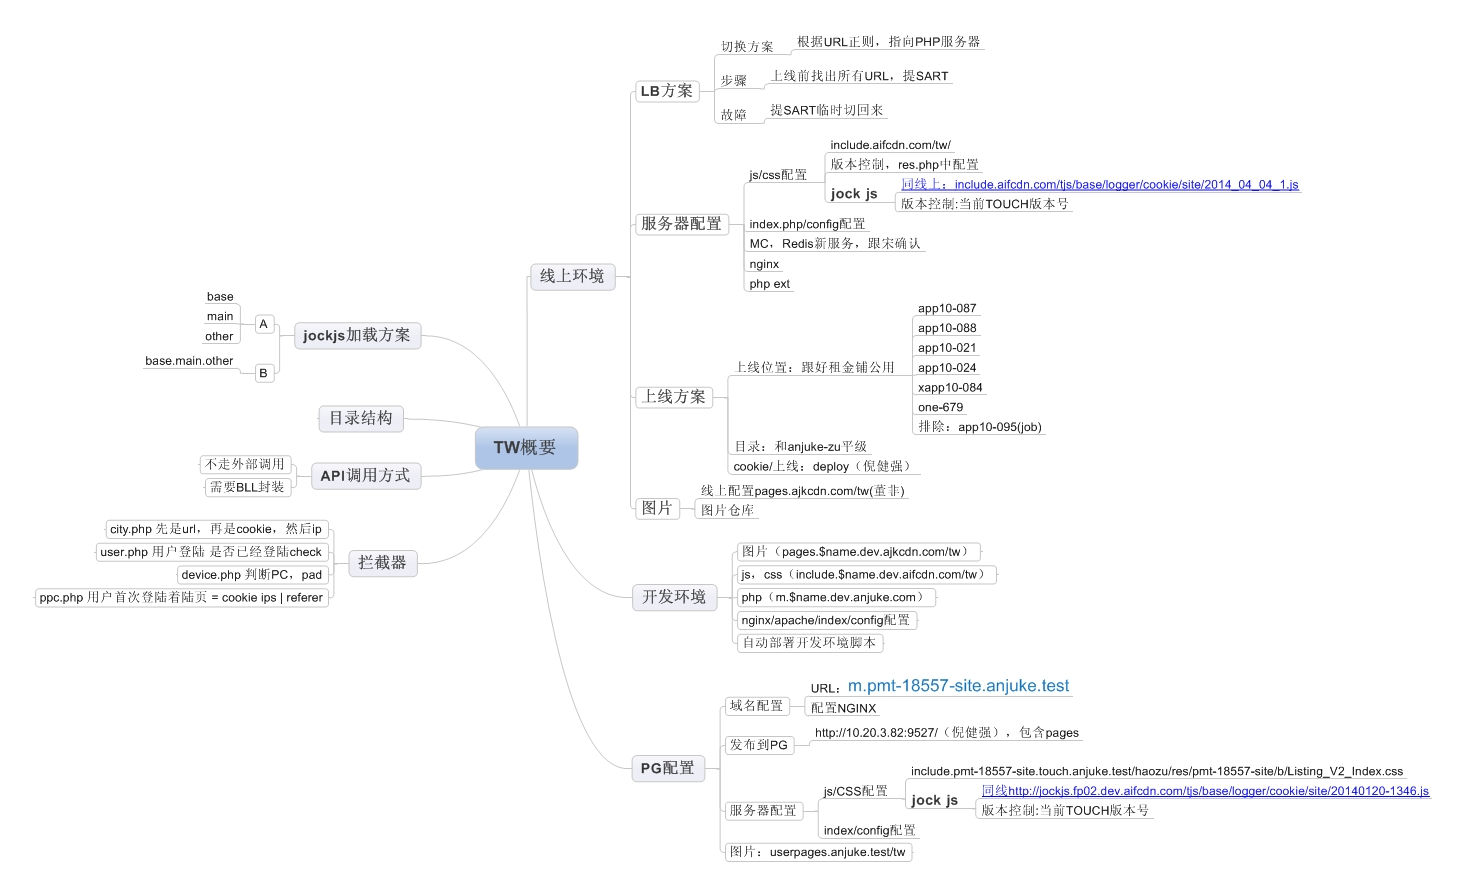 TW概要
线上环境
LB方案
切换方案
根据URL正则，指向PHP服务器
步骤
上线前找出所有URL，提SART
故障
提SART临时切回来
服务器配置
js/css配置
include.aifcdn.com/tw/
版本控制，res.php中配置
jock js
同线上：include.aifcdn.com/tjs/base/logger/cookie/site/2014_04_04_1.js
版本控制:当前TOUCH版本号
index.php/config配置
MC，Redis新服务，跟宋确认
nginx
php ext
上线方案
上线位置：跟好租金铺公用
app10-087
app10-088
app10-021
app10-024
xapp10-084
one-679
排除：app10-095(job)
目录：和anjuke-zu平级
cookie/上线：deploy（倪健强）
图片
线上配置pages.ajkcdn.com/tw(董非)
图片仓库
开发环境
图片（pages.$name.dev.ajkcdn.com/tw）
js，css（include.$name.dev.aifcdn.com/tw）
php（m.$name.dev.anjuke.com）
nginx/apache/index/config配置
自动部署开发环境脚本
PG配置
域名配置
URL：m.pmt-18557-site.anjuke.test
配置NGINX
发布到PG
http://10.20.3.82:9527/（倪健强），包含pages
服务器配置
js/CSS配置
include.pmt-18557-site.touch.anjuke.test/haozu/res/pmt-18557-site/b/Listing_V2_Index.css
jock js
同线http://jockjs.fp02.dev.aifcdn.com/tjs/base/logger/cookie/site/20140120-1346.js
版本控制:当前TOUCH版本号
index/config配置
图片：userpages.anjuke.test/tw
jockjs加载方案
A
base
main
other
B
base.main.other
目录结构
API调用方式
不走外部调用
需要BLL封装
拦截器
city.php 先是url，再是cookie，然后ip
user.php 用户登陆 是否已经登陆check
device.php 判断PC，pad
ppc.php 用户首次登陆着陆页 = cookie ips | referer